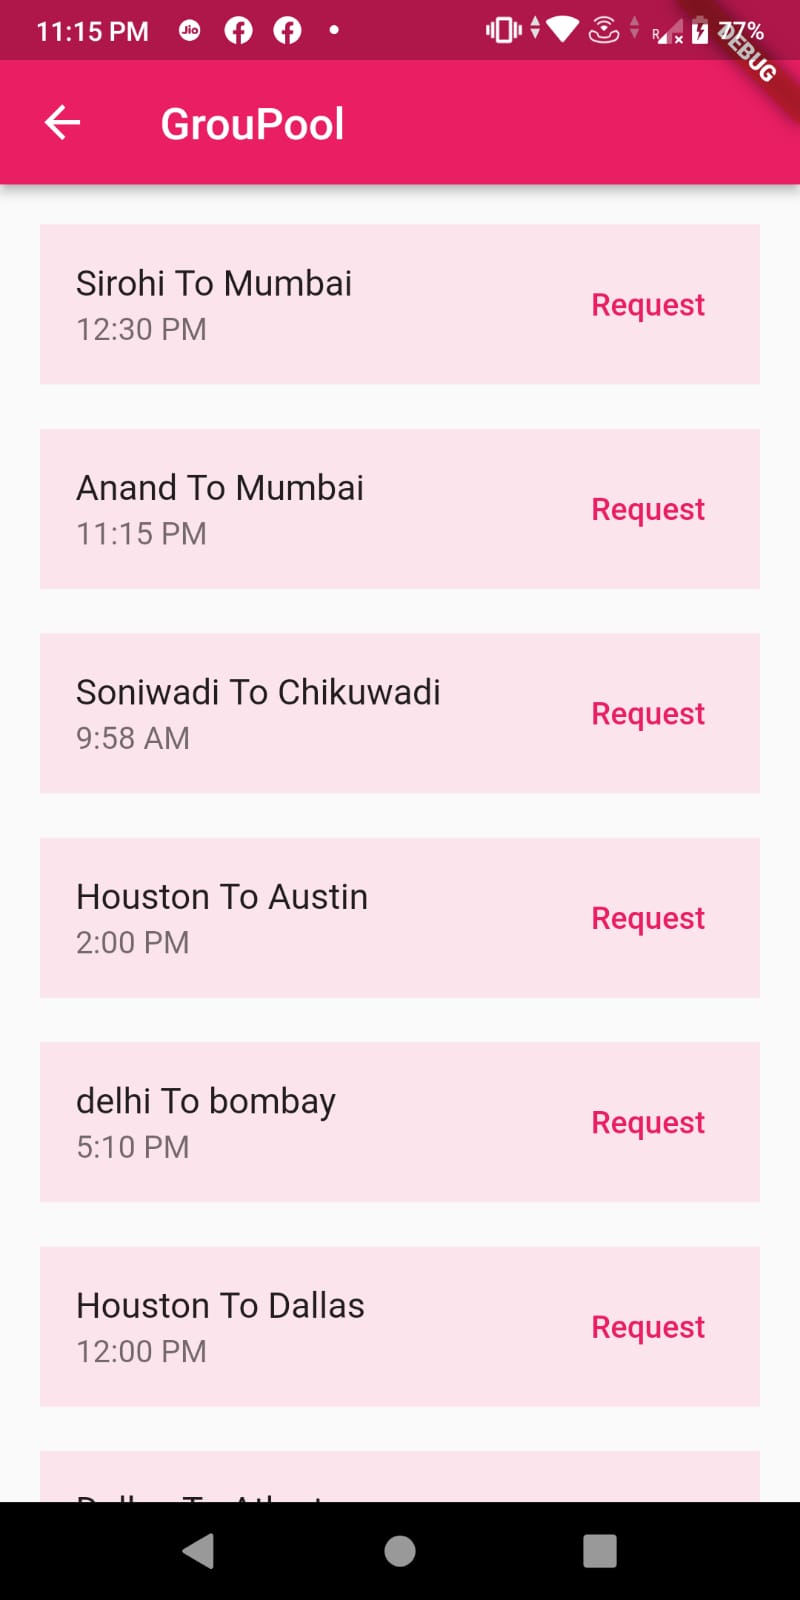 11:15 PM Jio R 77%
DEBUG
GrouPool
Sirohi To Mumbai
12:30 PM
Request
Anand To Mumbai
11:15 PM
Request
Soniwadi To Chikuwadi
9:58 AM
Request
Houston To Austin
2:00 PM
Request
delhi To bombay
5:10 PM
Request
Houston To Dallas
12:00 PM
Request